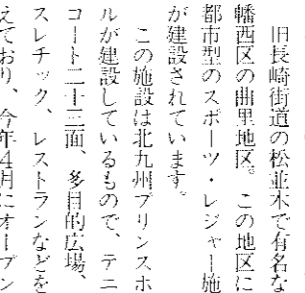 旧長崎街道の松並木で有名な
幡西区の曲里地区。この地区に
都市型のスポーツ・レジャー施
が建設されています。
この施設は北九州プリンスホ
ルが建設しているもので、テニ
コート二十三面、多目的広場、
スレチック、レストランなどを
えており、今年4月にオープン